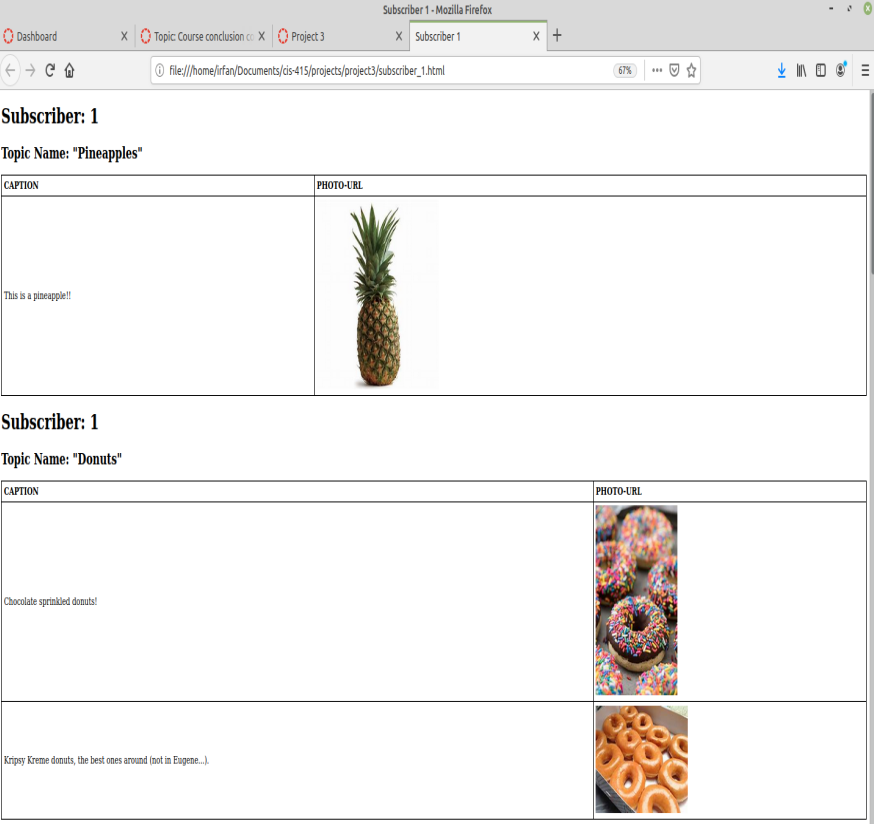 Subscriber 1 - Mozilla Firefox
Dashboard
Topic: Course conclusion
Project 3
Subscriber 1
file:///home/irfan/Documents/cis-415/projects/project3/subscriber_1.html
67%
Subscriber: 1
Topic Name: "Pineapples"
CAPTION PHOTO-URL
This is a pineapple!!
Subscriber: 1
Topic Name: "Donuts"
CAPTION PHOTO-URL
Chocolate sprinkled donuts!
Kripsy Kreme donuts, the best ones around (not in Eugene...).